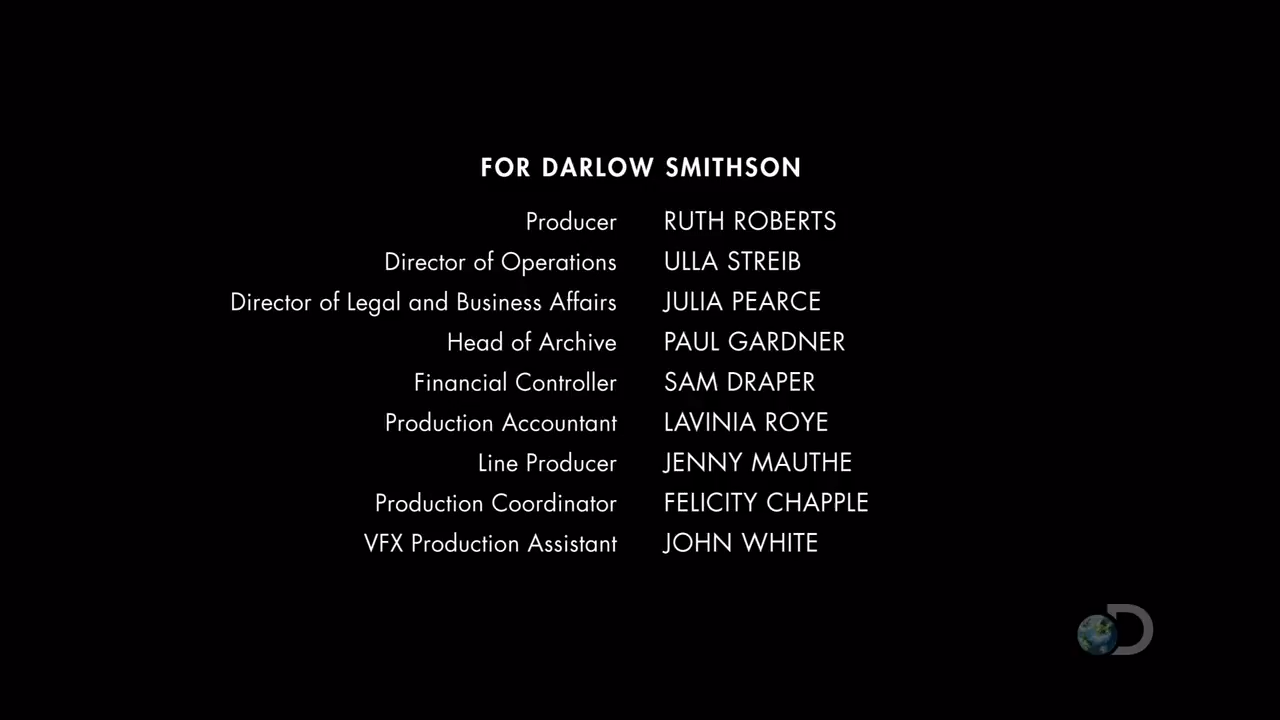 FOR DARLOW SMITHSON
Producer RUTH ROBERTS
Director of Operations ULLA STREIB
Director of Legal and Business Affairs JULIA PEARCE
Head of Archive PAUL GARDNER
Financial Controller SAM DRAPER
Production Accountant LAVINIA ROYE
Line Producer JENNY MAUTHE
Production Coordinator FELICITY CHAPPLE
VFX Production Assistant JOHN WHITE
D